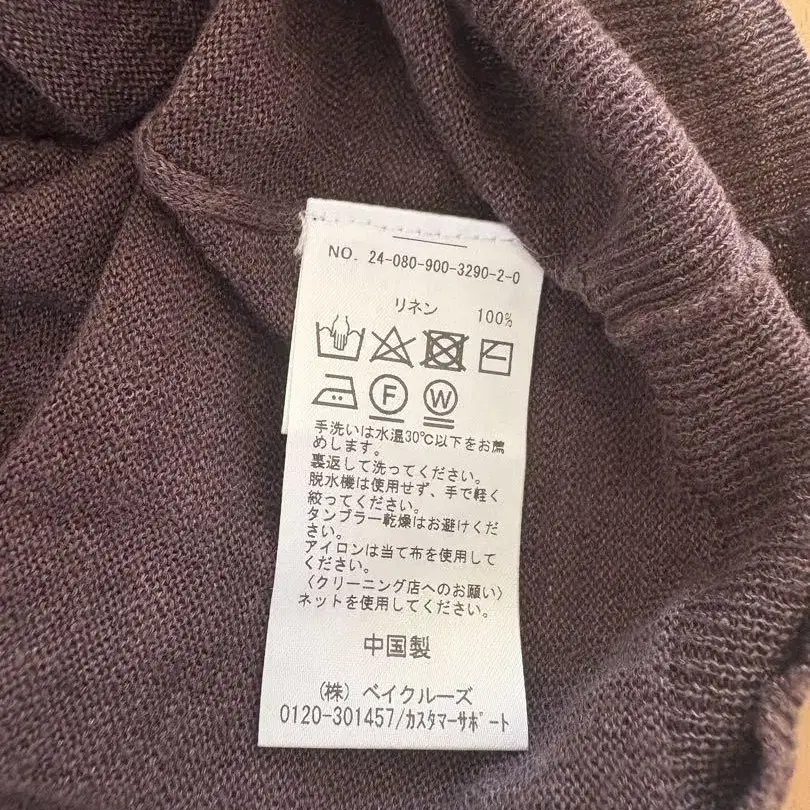 NO. 24-080-900-3290-2-0
リネン 100%
F W
手洗いは水温30℃以下をお薦
めします。
裏返して洗ってください。
脱水機は使用せず、手で軽く
絞ってください。
タンブラー乾燥はお避けくだ
さい。
アイロンは当て布を使用して
ください。
〈クリーニング店へのお願い〉
ネットを使用してください。
中国製
(株) ベイクルーズ
0120-301457/カスタマーサポート